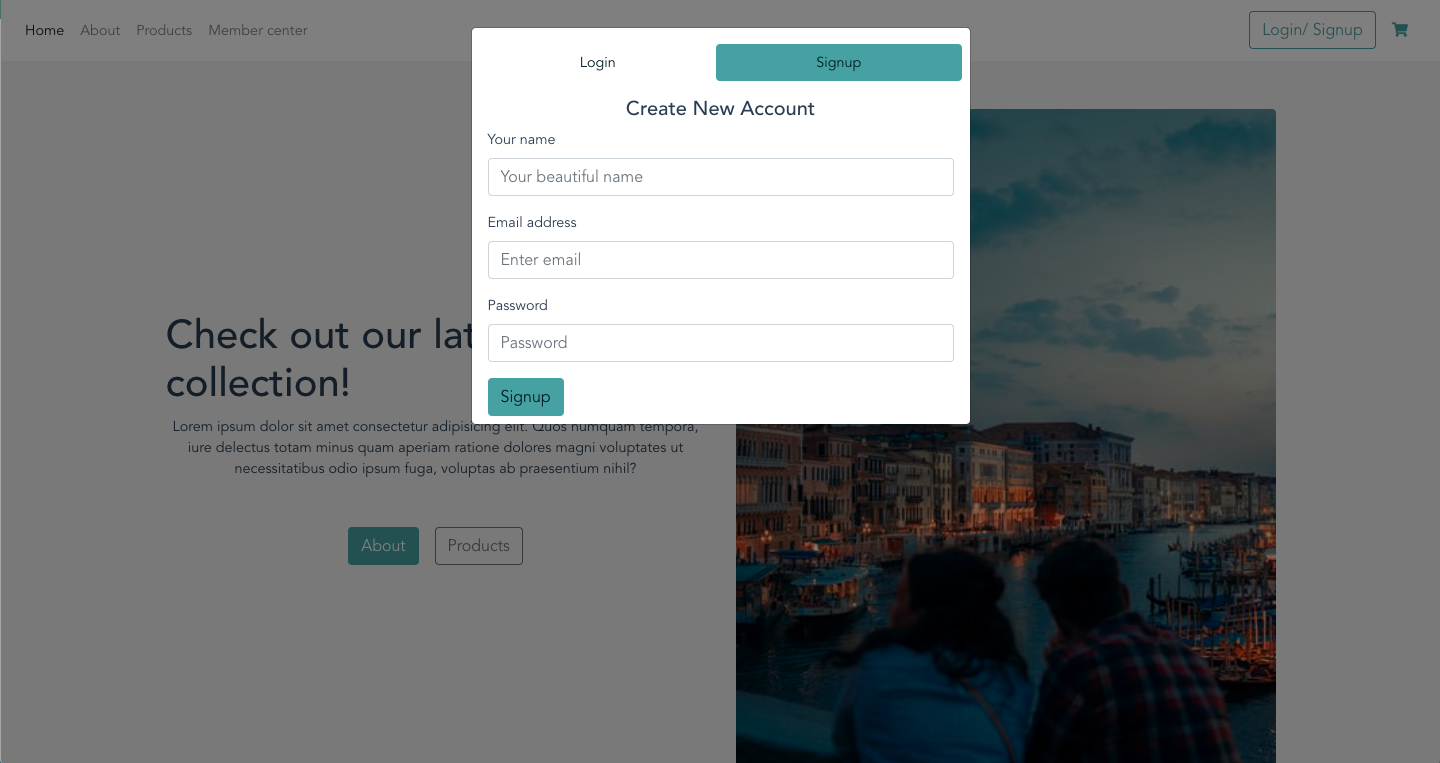 Home About Products Member center Login/ Signup
Login Signup
Create New Account
Your name
Your beautiful name
Email address
Enter email
Password
Password
Signup
Check out our lat
collection!
Lorem ipsum dolor sit amet consectetur adipisicing elit. Quos numquam tempora,
iure delectus totam minus quam aperiam ratione dolores magni voluptates ut
necessitatibus odio ipsum fuga, voluptas ab praesentium nihil?
About Products